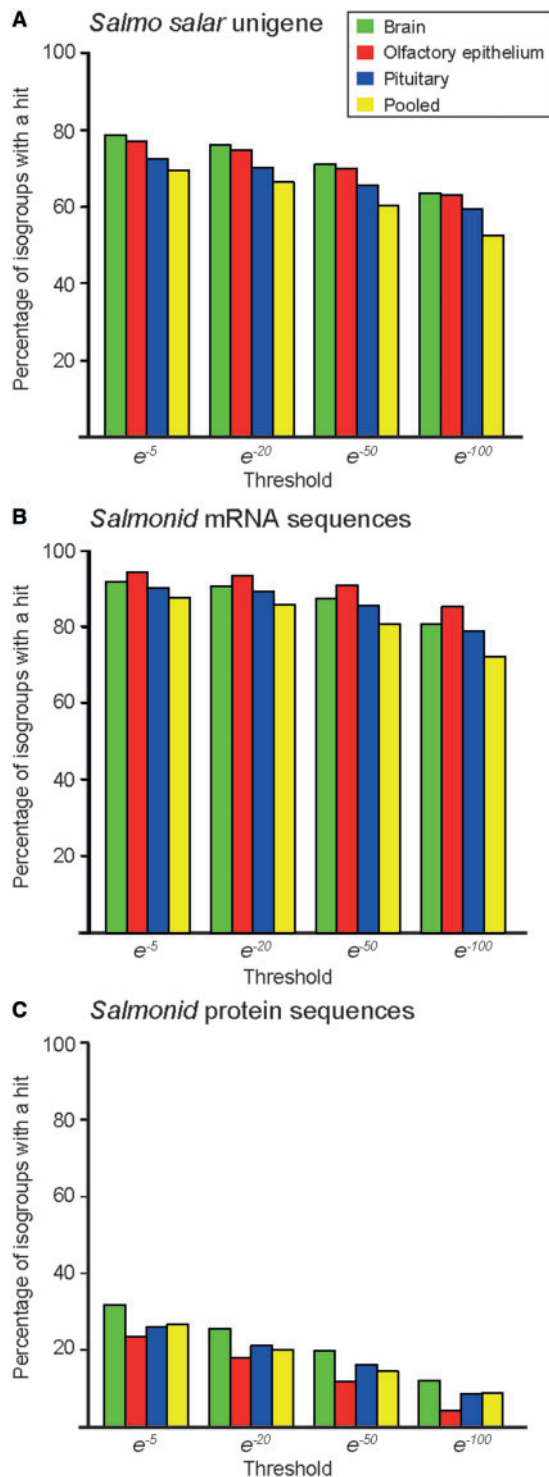 A
Salmo salar unigene
Brain
Olfactory epithelium
Pituitary
Pooled
Percentage of isogroups with a hit
100
80
60
40
20
e-5
e-20
e-50
e-100
Threshold
B
Salmonid mRNA sequences
Percentage of isogroups with a hit
100
80
60
40
20
e-5
e-20
e-50
e-100
Threshold
C
Salmonid protein sequences
Percentage of isogroups with a hit
100
80
60
40
20
e-5
e-20
e-50
e-100
Threshold